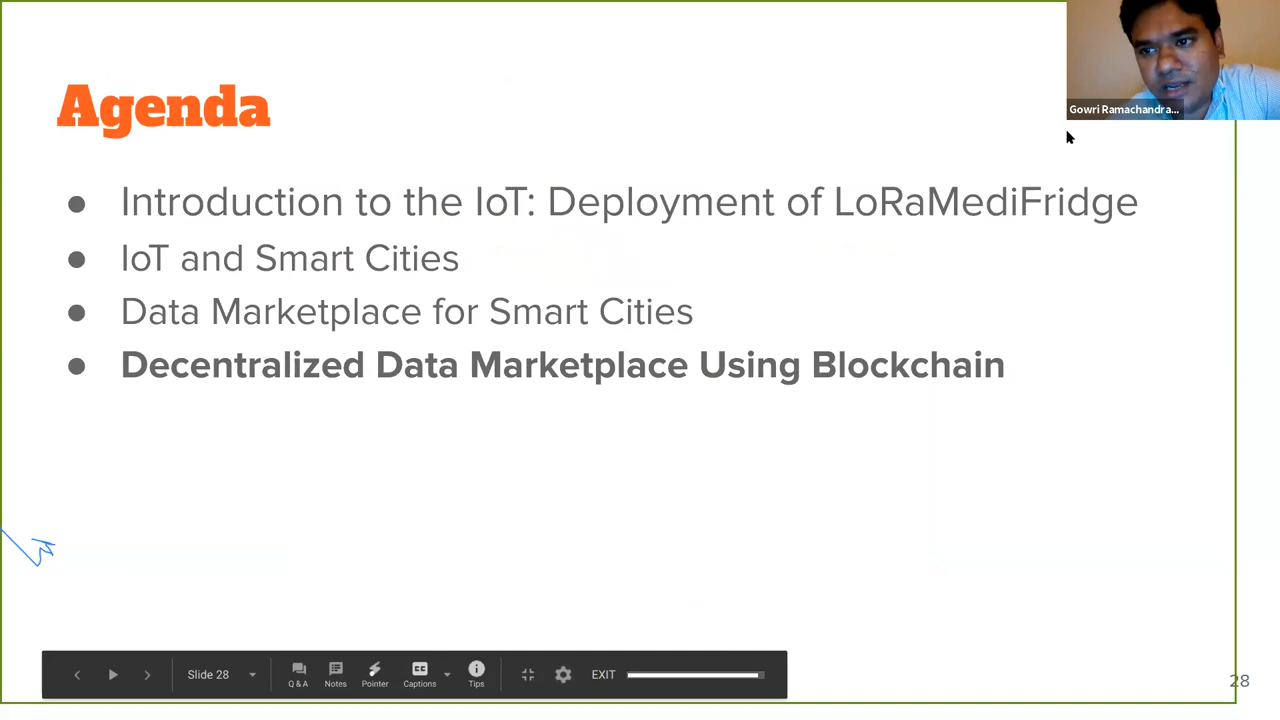 Agenda
Gowri Ramachandra...
● Introduction to the IoT: Deployment of LoRaMediFridge
● IoT and Smart Cities
● Data Marketplace for Smart Cities
● Decentralized Data Marketplace Using Blockchain
Slide 28
Q & A
Notes
Pointer
CC
Captions
Tips
EXIT
28